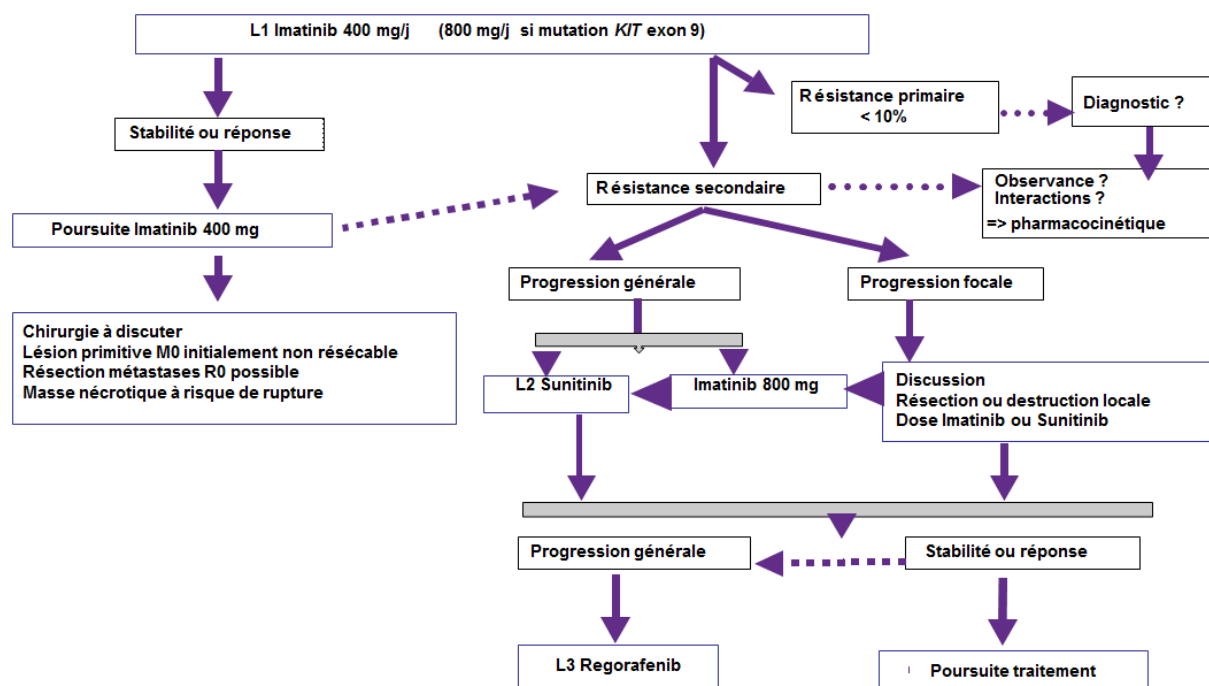 L1 Imatinib 400 mg/j (800 mg/j si mutation KIT exon 9)
Résistance primaire
< 10%
Diagnostic ?
Stabilité ou réponse
Résistance secondaire
Observance ?
Interactions ?
=> pharmacocinétique
Poursuite Imatinib 400 mg
Progression générale
Progression focale
Chirurgie à discuter
Lésion primitive M0 initialement non résécable
Résection métastases R0 possible
Masse nécrotique à risque de rupture
L2 Sunitinib
Imatinib 800 mg
Discussion
Résection ou destruction locale
Dose Imatinib ou Sunitinib
Progression générale
Stabilité ou réponse
L3 Regorafenib
Poursuite traitement